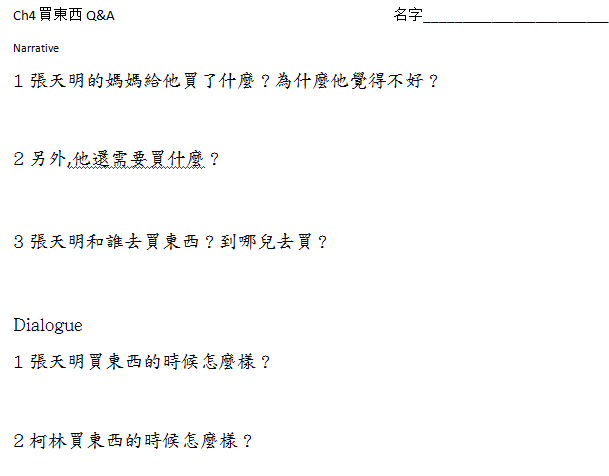 Ch4 買東西 Q&A 名字__________________________
Narrative
1 張天明的媽媽給他買了什麼？為什麼他覺得不好？
2 另外,他還需要買什麼？
3 張天明和誰去買東西？到哪兒去買？
Dialogue
1 張天明買東西的時候怎麼樣？
2 柯林買東西的時候怎麼樣？